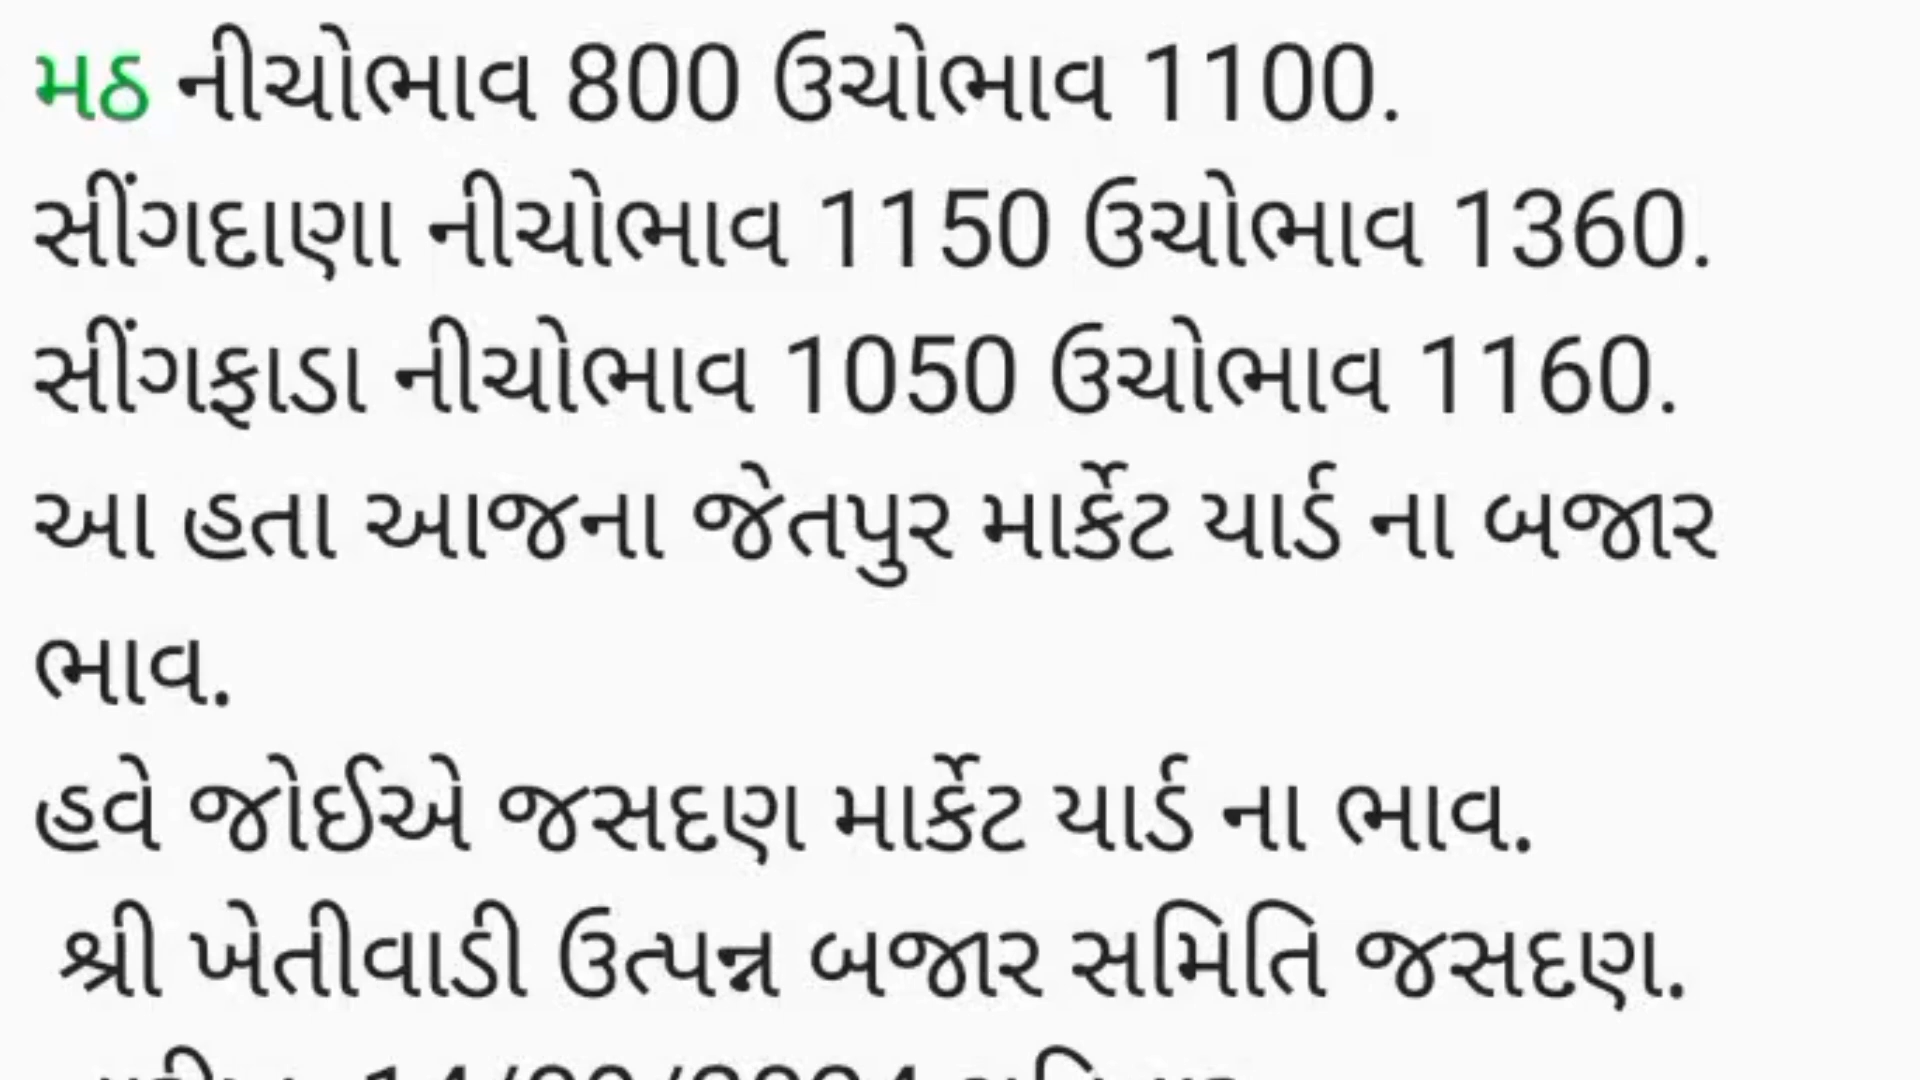 મઠ નીચોભાવ 800 ઉચોભાવ 1100.
સીંગદાણા નીચોભાવ 1150 ઉચોભાવ 1360.
સીંગફાડા નીચોભાવ 1050 ઉચોભાવ 1160.
આ હતા આજના જેતપુર માર્કેટ યાર્ડ ના બજાર
ભાવ.
હવે જોઈએ જસદણ માર્કેટ યાર્ડ ના ભાવ.
શ્રી ખેતીવાડી ઉત્પન્ન બજાર સમિતિ જસદણ.